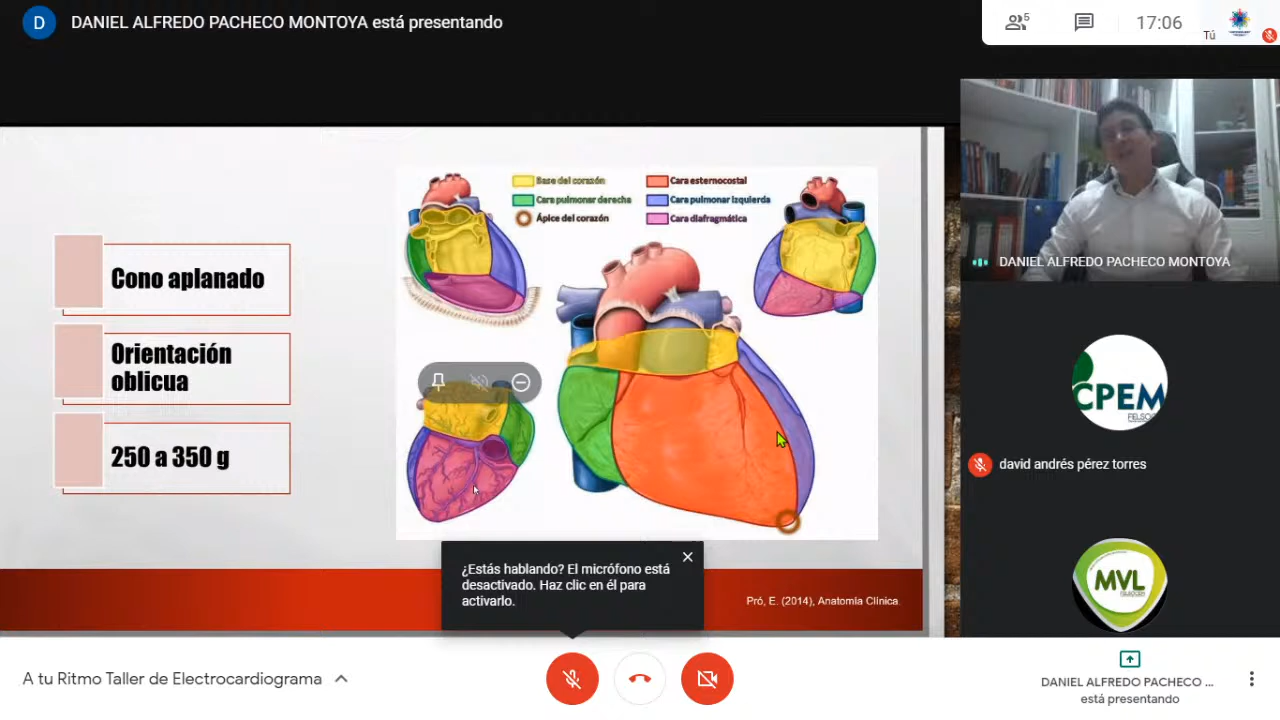 D
DANIEL ALFREDO PACHECO MONTOYA está presentando
5
17:06
Tú
Cono aplanado
Orientación
oblicua
250 a 350 g
Base del corazón
Cara pulmonar derecha
Ápice del corazón
Cara esternocostal
Cara pulmonar izquierda
Cara diafragmática
Pró, E. (2014), Anatomía Clínica.
¿Estás hablando? El micrófono está
desactivado. Haz clic en él para
activarlo.
DANIEL ALFREDO PACHECO MONTOYA
CPEM
FELSOCEM
david andrés pérez torres
MVL
FELSOCEM
A tu Ritmo Taller de Electrocardiograma
DANIEL ALFREDO PACHECO ...
está presentando